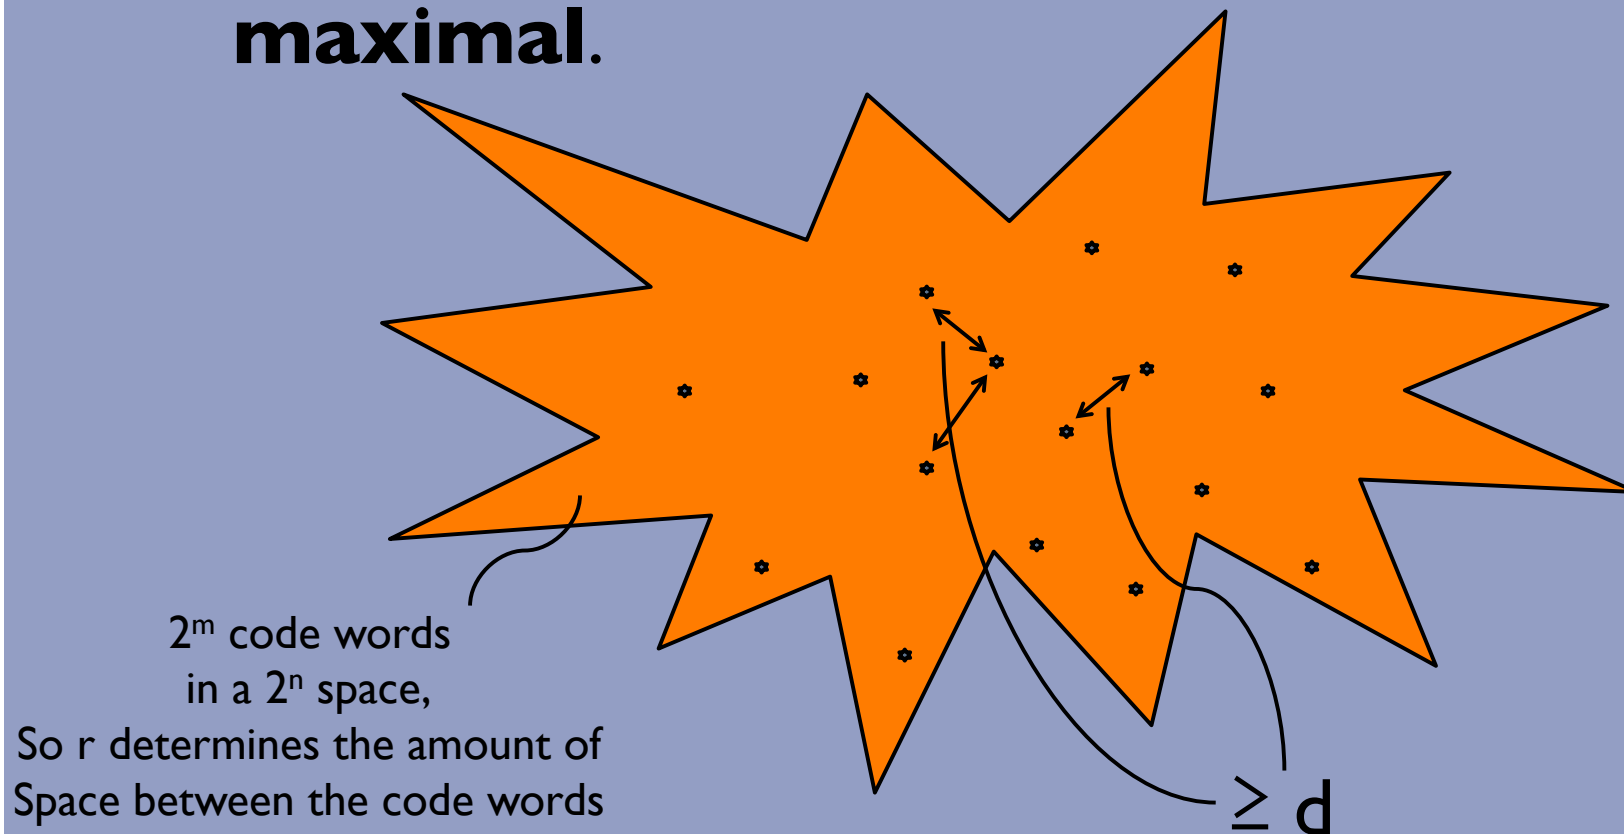 maximal.
2ᵐ code words
in a 2ⁿ space,
So r determines the amount of
Space between the code words
≥ d